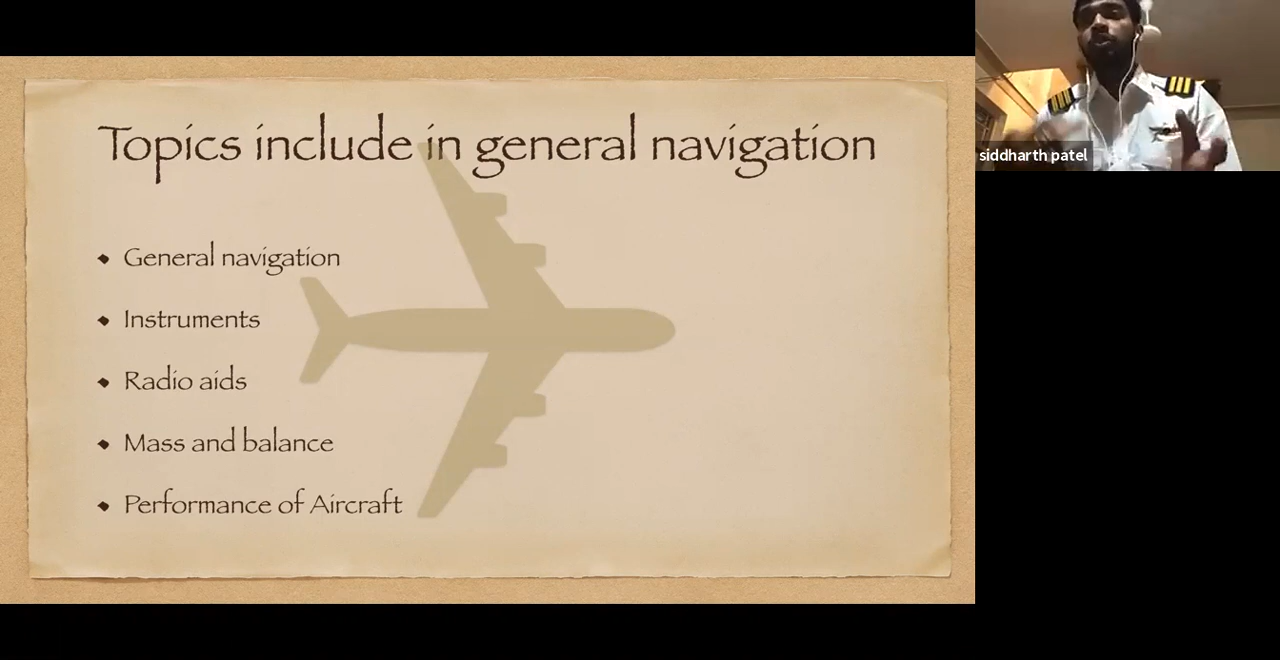 Topics include in general navigation
General navigation
Instruments
Radio aids
Mass and balance
Performance of Aircraft
siddharth patel